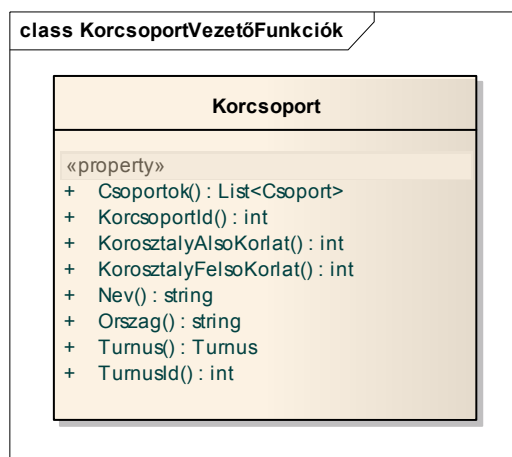 class KorcsoportVezetőFunkciók
Korcsoport
«property»
+ Csoportok() : List<Csoport>
+ KorcsoportId() : int
+ KorosztalyAlsoKorlat() : int
+ KorosztalyFelsoKorlat() : int
+ Nev() : string
+ Orszag() : string
+ Turnus() : Turnus
+ TurnusId() : int